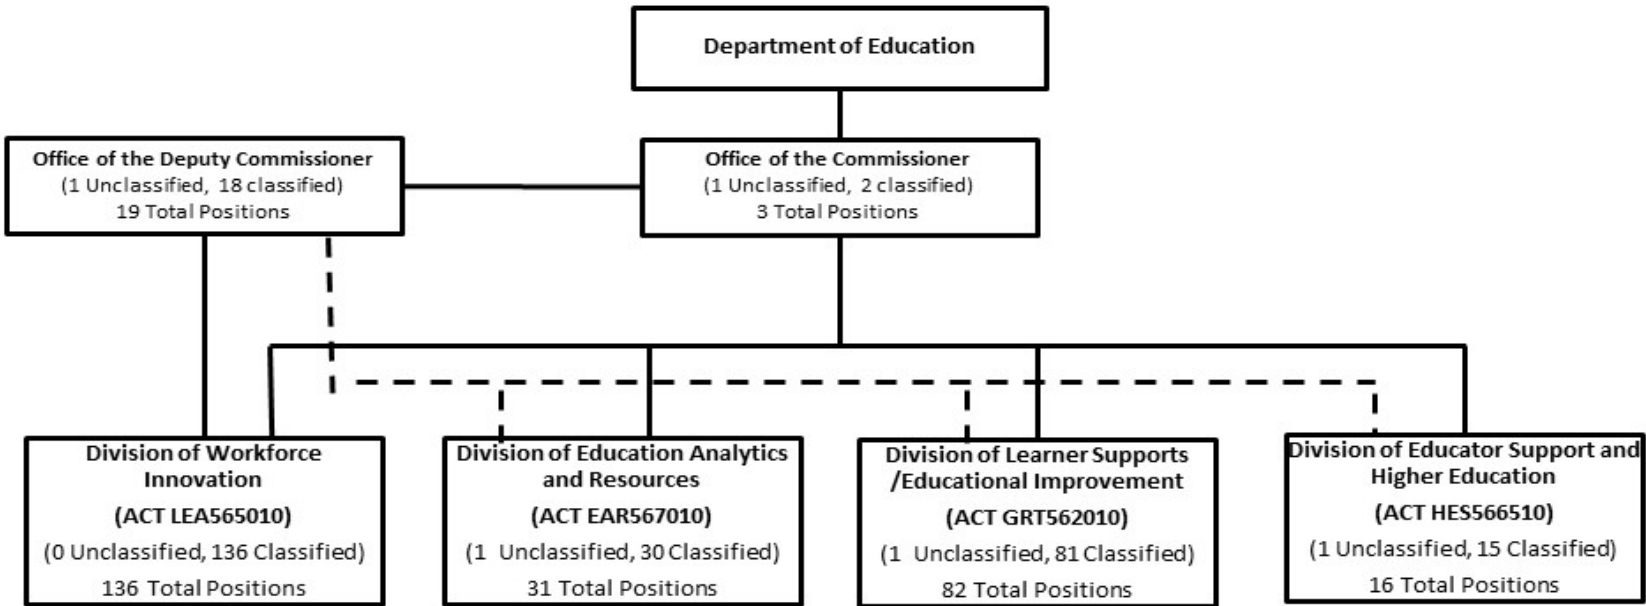 Department of Education
Office of the Deputy Commissioner
(1 Unclassified, 18 classified)
19 Total Positions
Office of the Commissioner
(1 Unclassified, 2 classified)
3 Total Positions
Division of Workforce
Innovation
(ACT LEA565010)
(0 Unclassified, 136 Classified)
136 Total Positions
Division of Education Analytics
and Resources
(ACT EAR567010)
(1 Unclassified, 30 Classified)
31 Total Positions
Division of Learner Supports
/Educational Improvement
(ACT GRT562010)
(1 Unclassified, 81 Classified)
82 Total Positions
Division of Educator Support and
Higher Education
(ACT HES566510)
(1 Unclassified, 15 Classified)
16 Total Positions